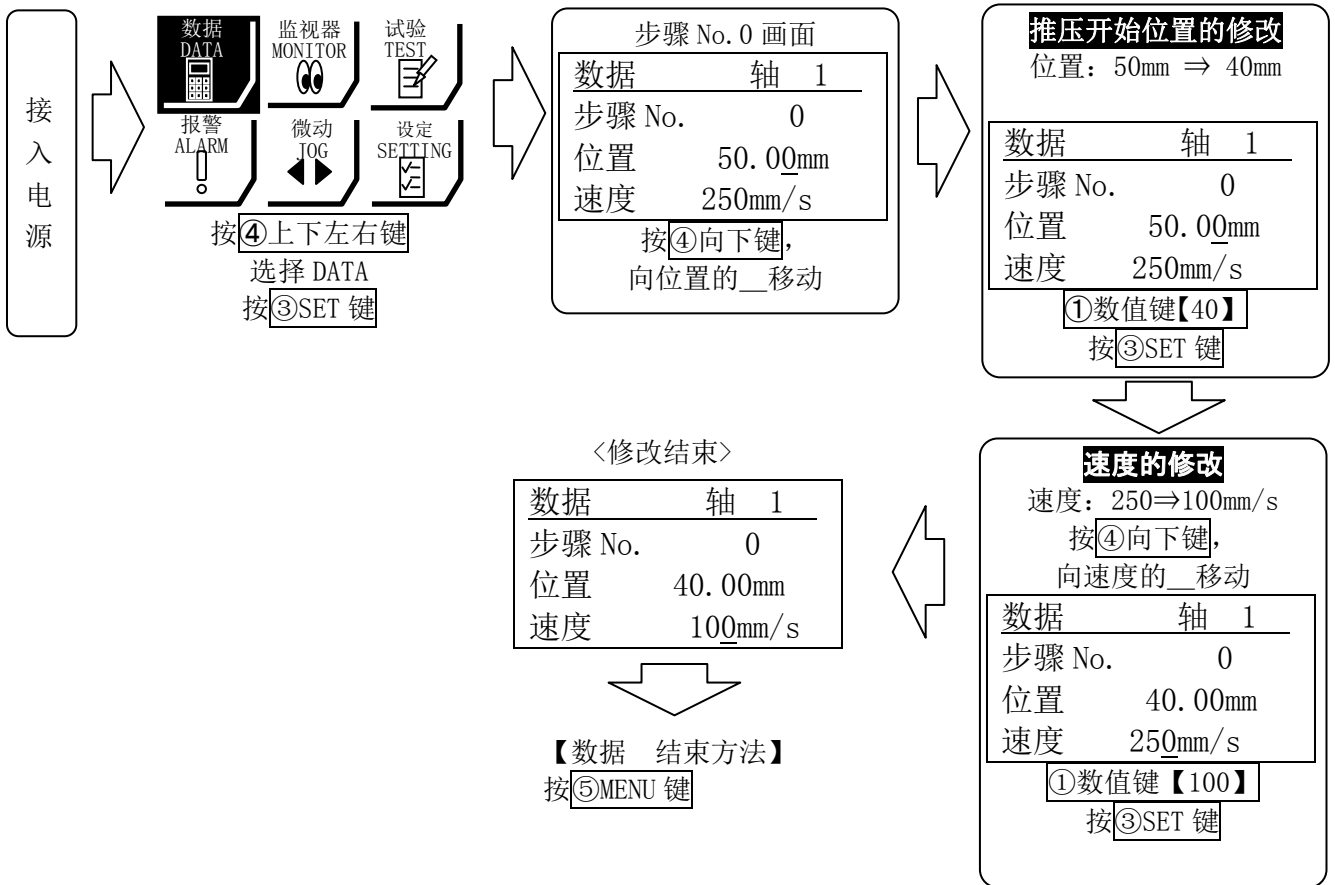 接
入
电
源
数据
DATA
监视器
MONITOR
试验
TEST
报警
ALARM
微动
JOG
设定
SETTING
按④上下左右键
选择 DATA
按③SET 键
步骤 No.0 画面
数据 轴 1
步骤 No. 0
位置 50.00mm
速度 250mm/s
按④向下键,
向位置的__移动
推压开始位置的修改
位置: 50mm ⇒ 40mm
数据 轴 1
步骤 No. 0
位置 50.00mm
速度 250mm/s
①数值键【40】
按③SET 键
速度的修改
速度: 250⇒100mm/s
按④向下键,
向速度的__移动
数据 轴 1
步骤 No. 0
位置 40.00mm
速度 250mm/s
①数值键【100】
按③SET 键
〈修改结束〉
数据 轴 1
步骤 No. 0
位置 40.00mm
速度 100mm/s
【数据 结束方法】
按⑤MENU 键